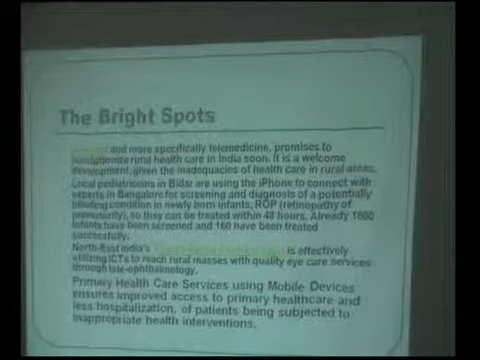 The Bright Spots
and more specifically telemedicine, promises to
revolutionise rural health care in India soon. It is a welcome
development, given the inadequacies of health care in rural areas.
Local pediatricians in Bidar are using the iPhone to connect with
experts in Bangalore for screening and diagnosis of a potentially
blinding condition in newly born infants, ROP (retinopathy of
prematurity), so they can be treated within 48 hours. Already 1600
infants have been screened and 160 have been treated
successfully.
North-East India's is effectively
utilizing ICTs to reach rural masses with quality eye care services
through tele-ophthalmology.
Primary Health Care Services using Mobile Devices
ensures improved access to primary healthcare and
less hospitalization, of patients being subjected to
inappropriate health interventions.